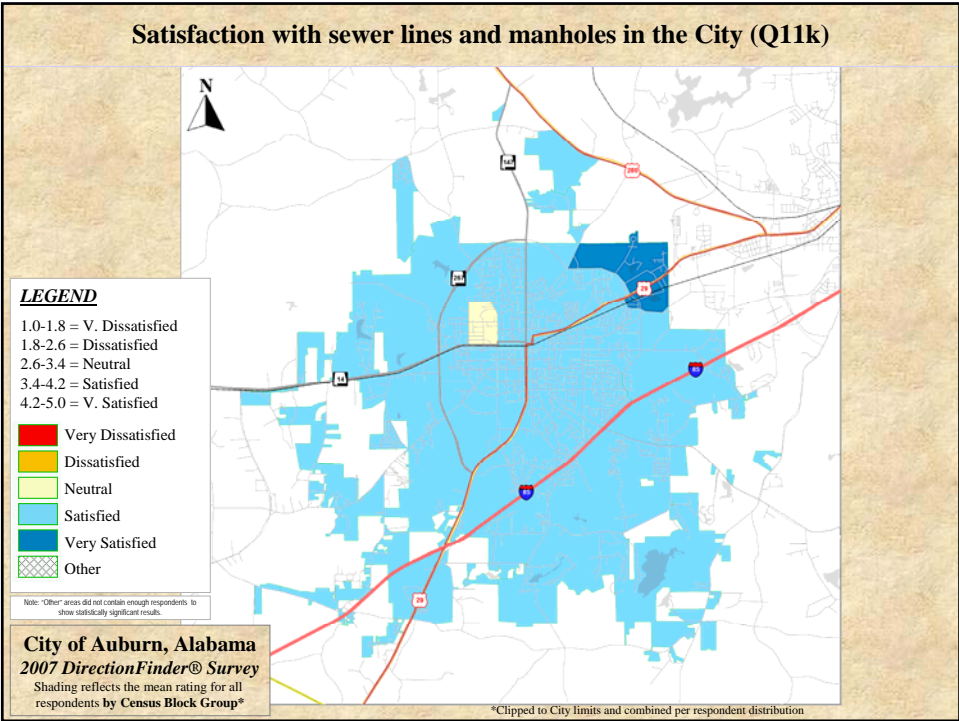 Satisfaction with sewer lines and manholes in the City (Q11k)
N
147
280
267
29
14
85
85
29
LEGEND
1.0-1.8 = V. Dissatisfied
1.8-2.6 = Dissatisfied
2.6-3.4 = Neutral
3.4-4.2 = Satisfied
4.2-5.0 = V. Satisfied
Very Dissatisfied
Dissatisfied
Neutral
Satisfied
Very Satisfied
Other
Note: "Other" areas did not contain enough respondents to
show statistically significant results.
City of Auburn, Alabama
2007 DirectionFinder® Survey
Shading reflects the mean rating for all
respondents by Census Block Group*
*Clipped to City limits and combined per respondent distribution